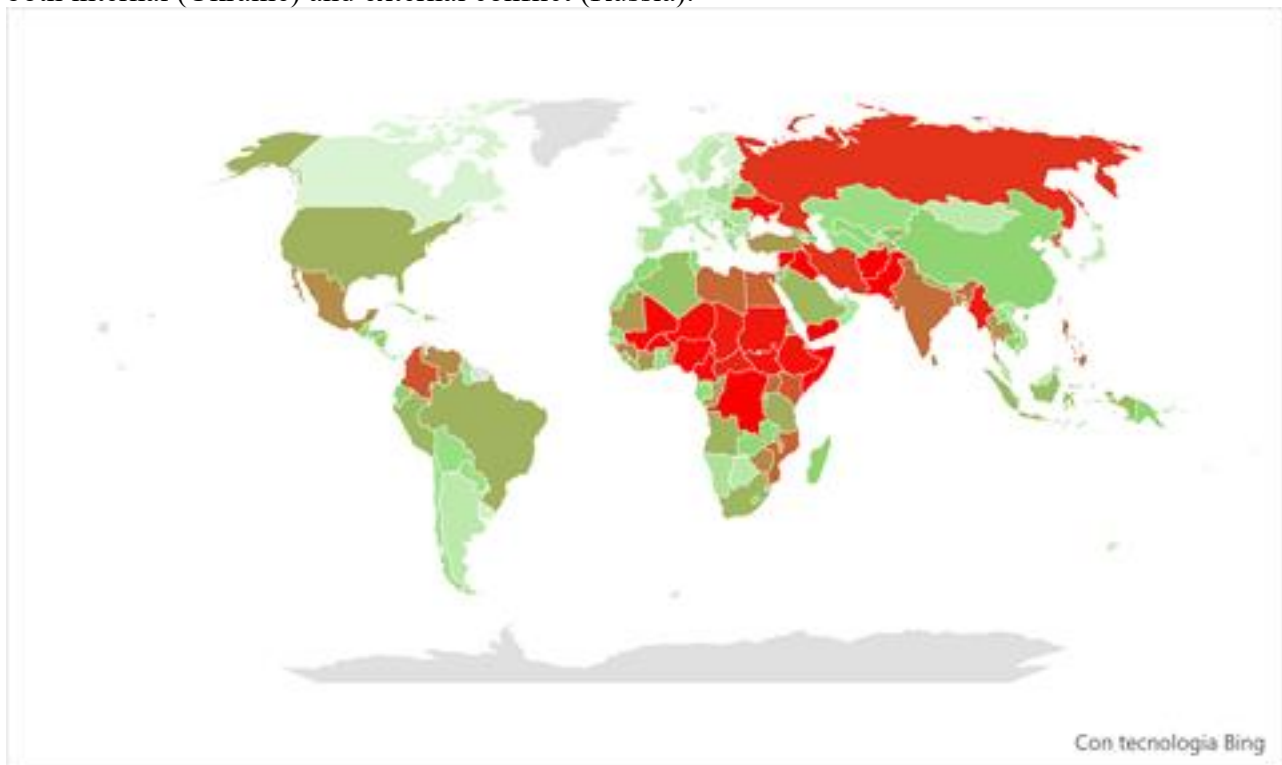 both internal (Ukraine) and external conflict (Russia).
Con tecnologia Bing